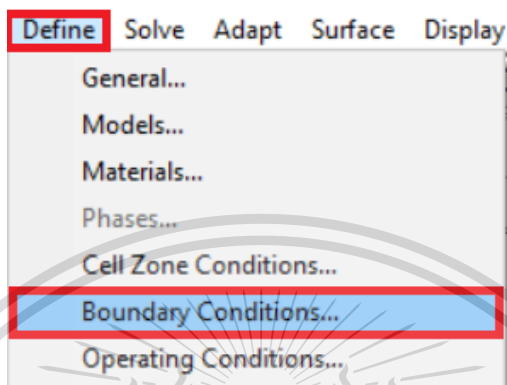 Define Solve Adapt Surface Display
General...
Models...
Materials...
Phases...
Cell Zone Conditions...
Boundary Conditions...
Operating Conditions...